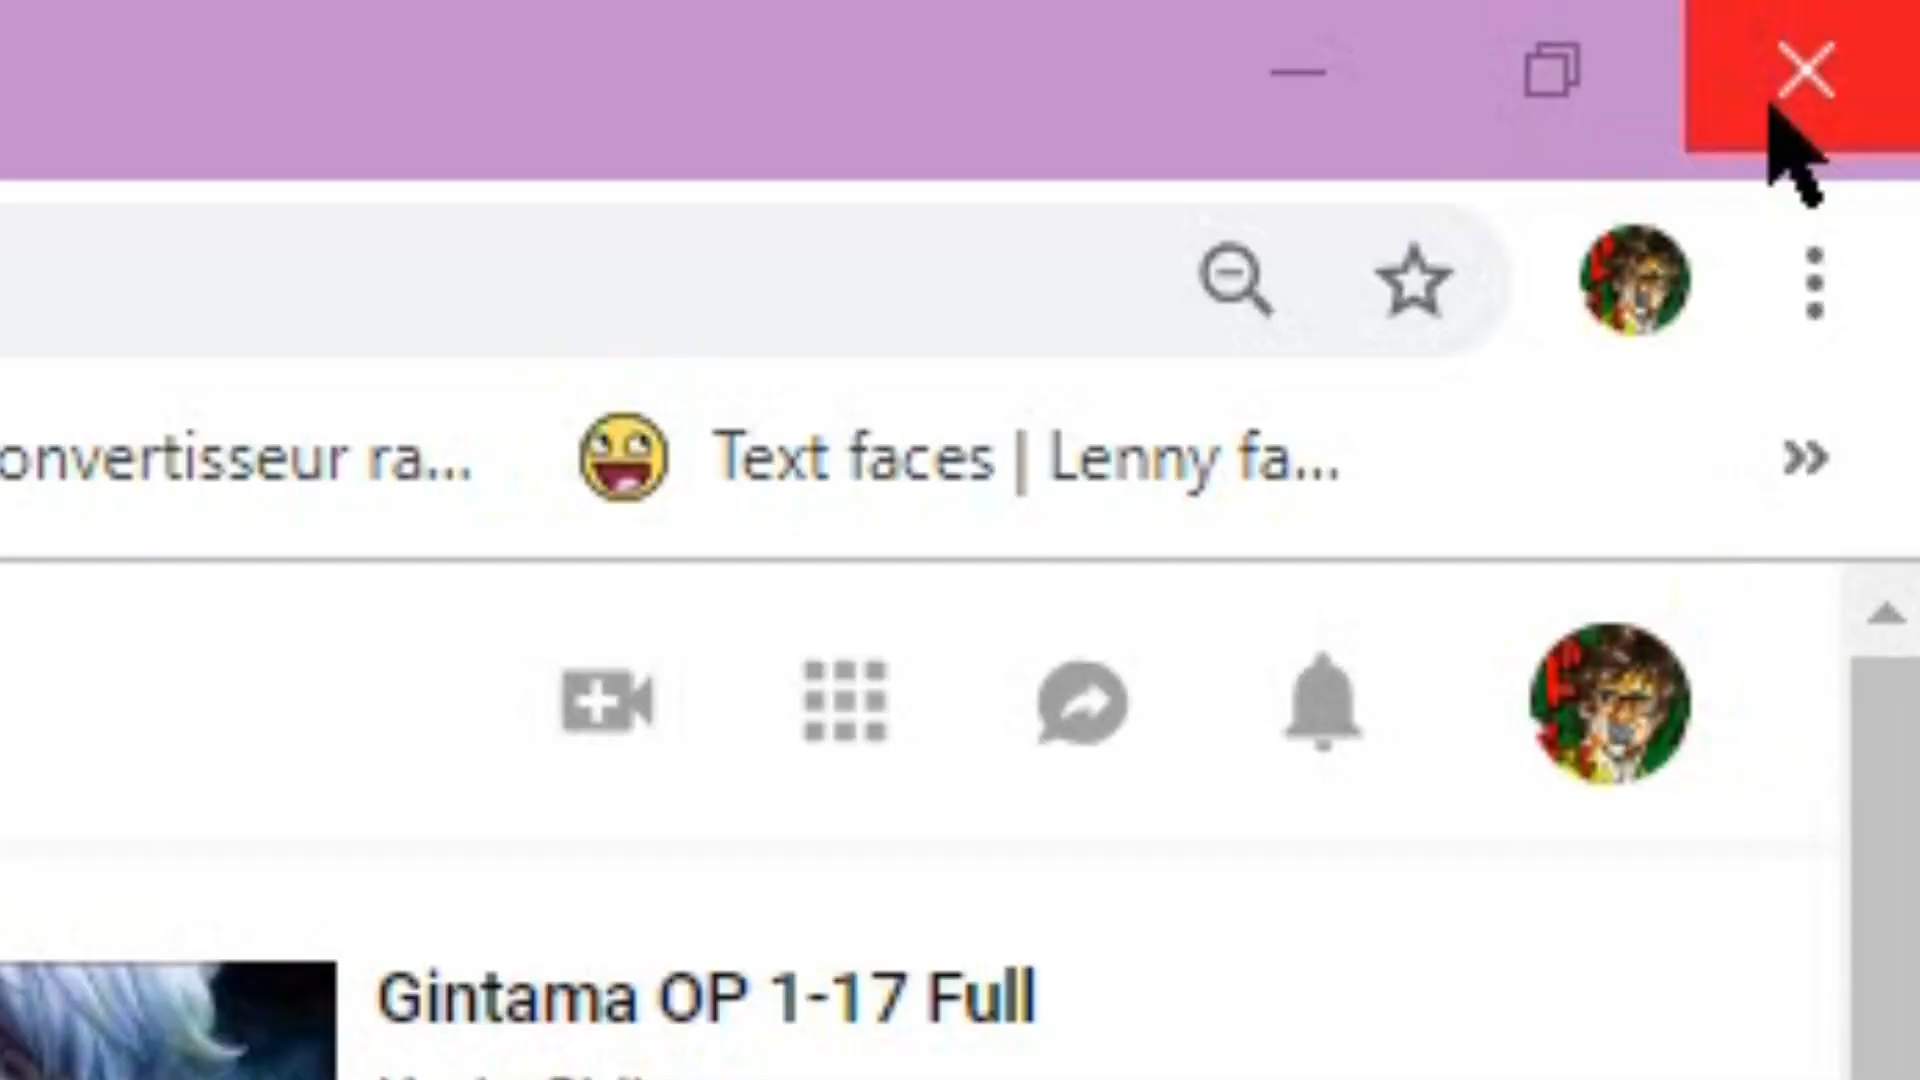 onvertisseur ra...
Text faces | Lenny fa...
Gintama OP 1-17 Full